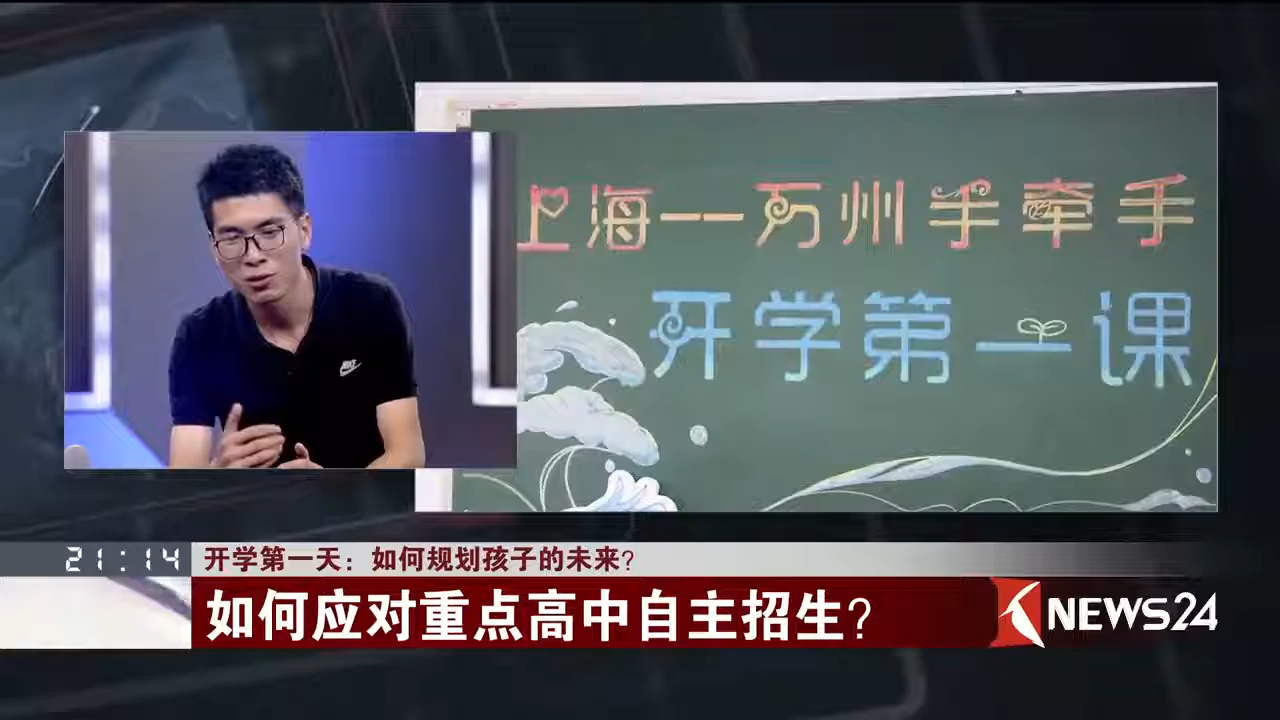 上海——万州手牵手
开学第一课
21:14
开学第一天：如何规划孩子的未来？
如何应对重点高中自主招生？
NEWS24